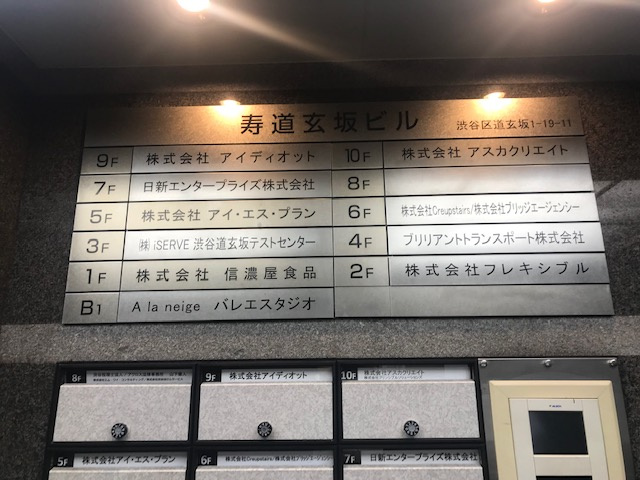 寿道玄坂ビル 渋谷区道玄坂1-19-11
9F 株式会社 アイディオット 10F 株式会社 アスカクリエイト
7F 日新エンタープライズ株式会社 8F
5F 株式会社 アイ・エス・プラン 6F 株式会社Creupstairs/株式会社ブリッジエージェンシー
3F ㈱ iSERVE 渋谷道玄坂テストセンター 4F ブリリアントトランスポート株式会社
1F 株式会社 信濃屋食品 2F 株式会社フレキシブル
B1 A la neige バレエスタジオ
8F 9F 株式会社アイディオット 10F 株式会社アスカクリエイト
5F 株式会社アイ・エス・プラン 6F 株式会社Creupstairs/株式会社ブリッジエージェンシー 7F 日新エンタープライズ株式会社